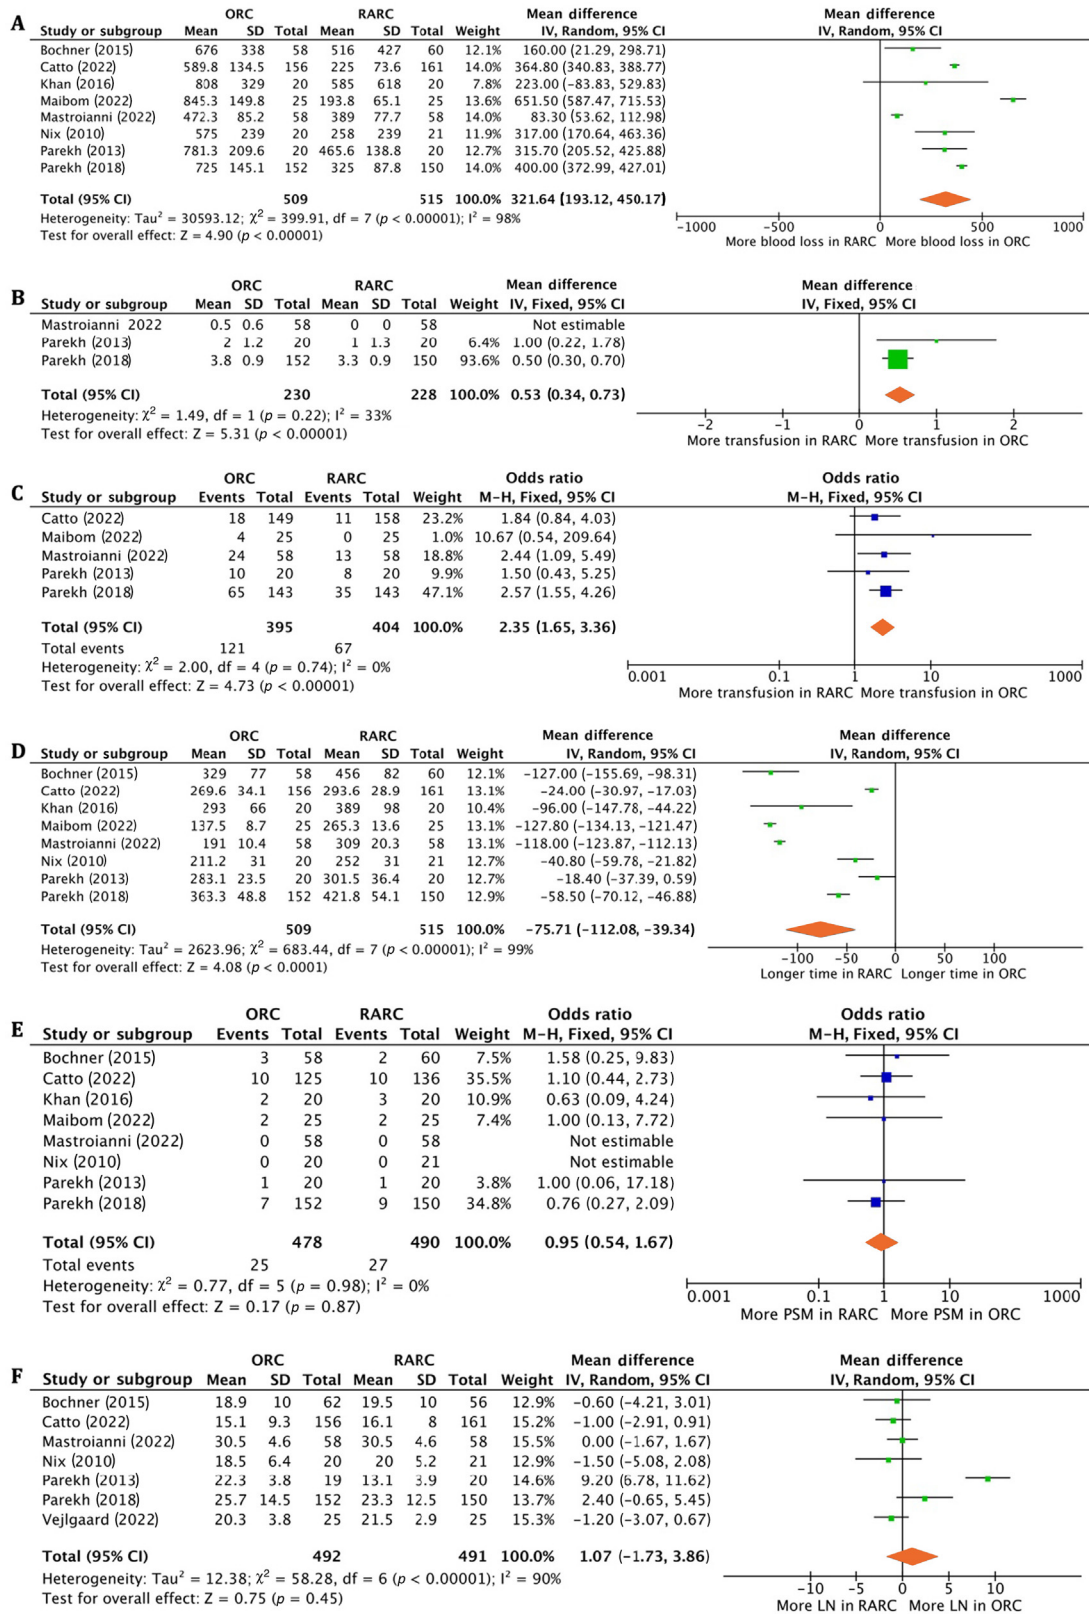 A
ORC RARC Mean difference Mean difference
Study or subgroup Mean SD Total Mean SD Total Weight IV, Random, 95% CI IV, Random, 95% CI
Bochner (2015) 676 338 58 516 427 60 12.1% 160.00 (21.29, 298.71)
Catto (2022) 589.8 134.5 156 225 73.6 161 14.0% 364.80 (340.83, 388.77)
Khan (2016) 808 329 20 585 618 20 7.8% 223.00 (-83.83, 529.83)
Maibom (2022) 845.3 149.8 25 193.8 65.1 25 13.6% 651.50 (587.47, 715.53)
Mastroianni (2022) 472.3 85.2 58 389 77.7 58 14.0% 83.30 (53.62, 112.98)
Nix (2010) 575 239 20 258 239 21 11.9% 317.00 (170.64, 463.36)
Parekh (2013) 781.3 209.6 20 465.6 138.8 20 12.7% 315.70 (205.52, 425.88)
Parekh (2018) 725 145.1 152 325 87.8 150 14.0% 400.00 (372.99, 427.01)
Total (95% CI) 509 515 100.0% 321.64 (193.12, 450.17)
Heterogeneity: Tau² = 30593.12; χ² = 399.91, df = 7 (p < 0.00001); I² = 98%
Test for overall effect: Z = 4.90 (p < 0.00001)
-1000 -500 0 500 1000
More blood loss in RARC More blood loss in ORC
B
ORC RARC Mean difference Mean difference
Study or subgroup Mean SD Total Mean SD Total Weight IV, Fixed, 95% CI IV, Fixed, 95% CI
Mastroianni 2022 0.5 0.6 58 0 0 58 Not estimable
Parekh (2013) 2 1.2 20 1 1.3 20 6.4% 1.00 (0.22, 1.78)
Parekh (2018) 3.8 0.9 152 3.3 0.9 150 93.6% 0.50 (0.30, 0.70)
Total (95% CI) 230 228 100.0% 0.53 (0.34, 0.73)
Heterogeneity: χ² = 1.49, df = 1 (p = 0.22); I² = 33%
Test for overall effect: Z = 5.31 (p < 0.00001)
-2 -1 0 1 2
More transfusion in RARC More transfusion in ORC
C
ORC RARC Odds ratio Odds ratio
Study or subgroup Events Total Events Total Weight M-H, Fixed, 95% CI M-H, Fixed, 95% CI
Catto (2022) 18 149 11 158 23.2% 1.84 (0.84, 4.03)
Maibom (2022) 4 25 0 25 1.0% 10.67 (0.54, 209.64)
Mastroianni (2022) 24 58 13 58 18.8% 2.44 (1.09, 5.49)
Parekh (2013) 10 20 8 20 9.9% 1.50 (0.43, 5.25)
Parekh (2018) 65 143 35 143 47.1% 2.57 (1.55, 4.26)
Total (95% CI) 395 404 100.0% 2.35 (1.65, 3.36)
Total events 121 67
Heterogeneity: χ² = 2.00, df = 4 (p = 0.74); I² = 0%
Test for overall effect: Z = 4.73 (p < 0.00001)
0.001 0.1 1 10 1000
More transfusion in RARC More transfusion in ORC
D
ORC RARC Mean difference Mean difference
Study or subgroup Mean SD Total Mean SD Total Weight IV, Random, 95% CI IV, Random, 95% CI
Bochner (2015) 329 77 58 456 82 60 12.1% -127.00 (-155.69, -98.31)
Catto (2022) 269.6 34.1 156 293.6 28.9 161 13.1% -24.00 (-30.97, -17.03)
Khan (2016) 293 66 20 389 98 20 10.4% -96.00 (-147.78, -44.22)
Maibom (2022) 137.5 8.7 25 265.3 13.6 25 13.1% -127.80 (-134.13, -121.47)
Mastroianni (2022) 191 10.4 58 309 20.3 58 13.1% -118.00 (-123.87, -112.13)
Nix (2010) 211.2 31 20 252 31 21 12.7% -40.80 (-59.78, -21.82)
Parekh (2013) 283.1 23.5 20 301.5 36.4 20 12.7% -18.40 (-37.39, 0.59)
Parekh (2018) 363.3 48.8 152 421.8 54.1 150 12.9% -58.50 (-70.12, -46.88)
Total (95% CI) 509 515 100.0% -75.71 (-112.08, -39.34)
Heterogeneity: Tau² = 2623.96; χ² = 683.44, df = 7 (p < 0.00001); I² = 99%
Test for overall effect: Z = 4.08 (p < 0.0001)
-100 -50 0 50 100
Longer time in RARC Longer time in ORC
E
ORC RARC Odds ratio Odds ratio
Study or subgroup Events Total Events Total Weight M-H, Fixed, 95% CI M-H, Fixed, 95% CI
Bochner (2015) 3 58 2 60 7.5% 1.58 (0.25, 9.83)
Catto (2022) 10 125 10 136 35.5% 1.10 (0.44, 2.73)
Khan (2016) 2 20 3 20 10.9% 0.63 (0.09, 4.24)
Maibom (2022) 2 25 2 25 7.4% 1.00 (0.13, 7.72)
Mastroianni (2022) 0 58 0 58 Not estimable
Nix (2010) 0 20 0 21 Not estimable
Parekh (2013) 1 20 1 20 3.8% 1.00 (0.06, 17.18)
Parekh (2018) 7 152 9 150 34.8% 0.76 (0.27, 2.09)
Total (95% CI) 478 490 100.0% 0.95 (0.54, 1.67)
Total events 25 27
Heterogeneity: χ² = 0.77, df = 5 (p = 0.98); I² = 0%
Test for overall effect: Z = 0.17 (p = 0.87)
0.001 0.1 1 10 1000
More PSM in RARC More PSM in ORC
F
ORC RARC Mean difference Mean difference
Study or subgroup Mean SD Total Mean SD Total Weight IV, Random, 95% CI IV, Random, 95% CI
Bochner (2015) 18.9 10 62 19.5 10 56 12.9% -0.60 (-4.21, 3.01)
Catto (2022) 15.1 9.3 156 16.1 8 161 15.2% -1.00 (-2.91, 0.91)
Mastroianni (2022) 30.5 4.6 58 30.5 4.6 58 15.5% 0.00 (-1.67, 1.67)
Nix (2010) 18.5 6.4 20 20 5.2 21 12.9% -1.50 (-5.08, 2.08)
Parekh (2013) 22.3 3.8 19 13.1 3.9 20 14.6% 9.20 (6.78, 11.62)
Parekh (2018) 25.7 14.5 152 23.3 12.5 150 13.7% 2.40 (-0.65, 5.45)
Vejlgaard (2022) 20.3 3.8 25 21.5 2.9 25 15.3% -1.20 (-3.07, 0.67)
Total (95% CI) 492 491 100.0% 1.07 (-1.73, 3.86)
Heterogeneity: Tau² = 12.38; χ² = 58.28, df = 6 (p < 0.00001); I² = 90%
Test for overall effect: Z = 0.75 (p = 0.45)
-10 -5 0 5 10
More LN in RARC More LN in ORC